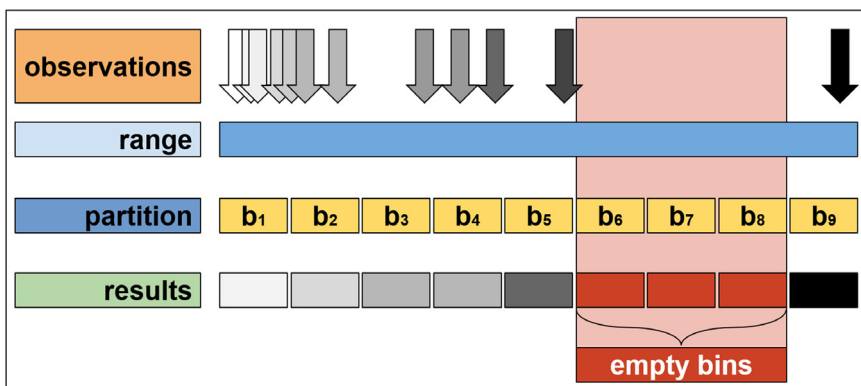 observations
range
partition
b₁ b₂ b₃ b₄ b₅ b₆ b₇ b₈ b₉
results
empty bins